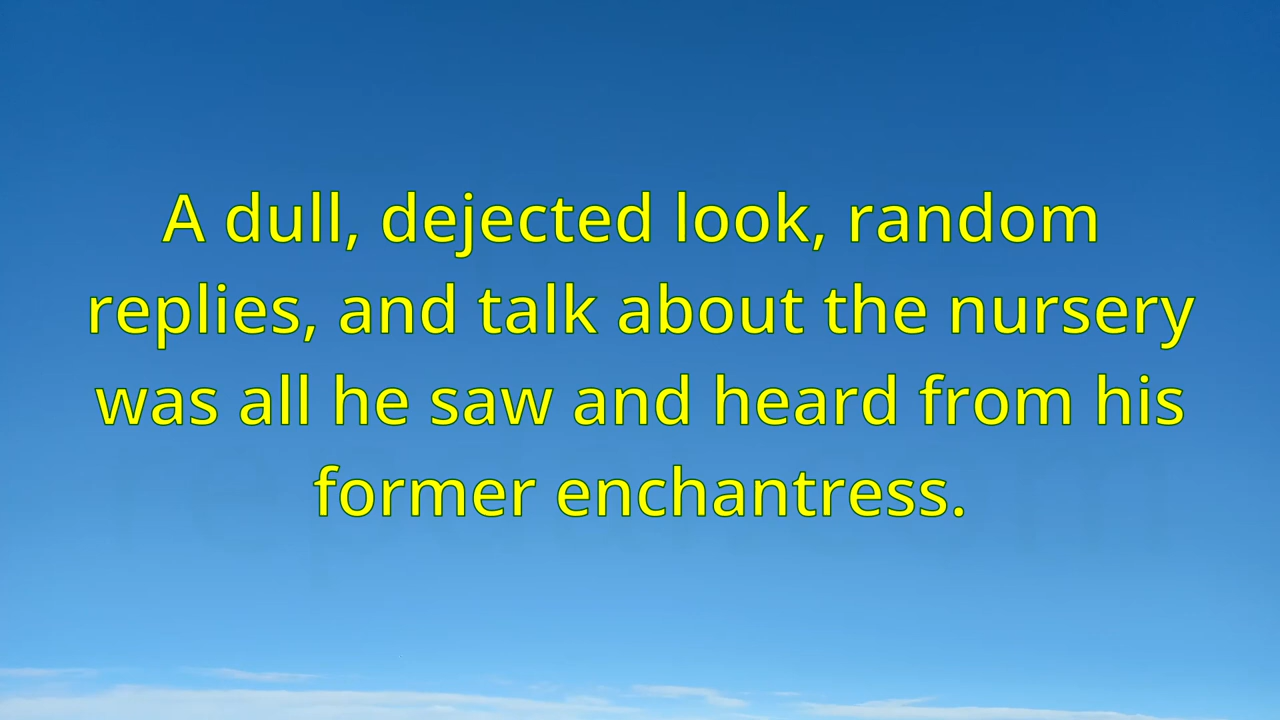 A dull, dejected look, random
replies, and talk about the nursery
was all he saw and heard from his
former enchantress.